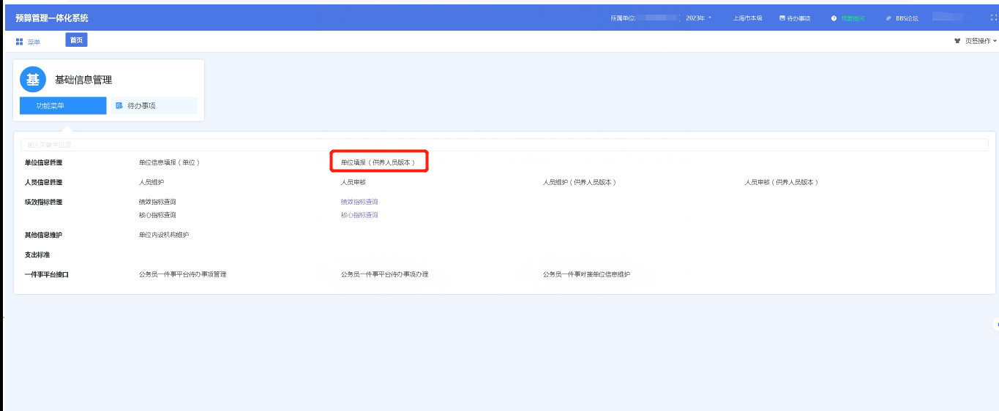 预算管理一体化系统
所属单位: 2023年 上海市本级 待办事项 我要提问 BBS论坛
菜单 首页 页签操作
基 基础信息管理
功能菜单 待办事项
输入关键字过滤
单位信息管理 单位信息填报（单位） 单位填报（供养人员版本）
人员信息管理 人员维护 人员审核 人员维护（供养人员版本） 人员审核（供养人员版本）
绩效指标管理 绩效指标查询 绩效指标查询
核心指标查询 核心指标查询
其他信息维护 单位内设机构维护
支出标准
一件事平台接口 公务员一件事平台待办事项管理 公务员一件事平台待办事项办理 公务员一件事对接单位信息维护